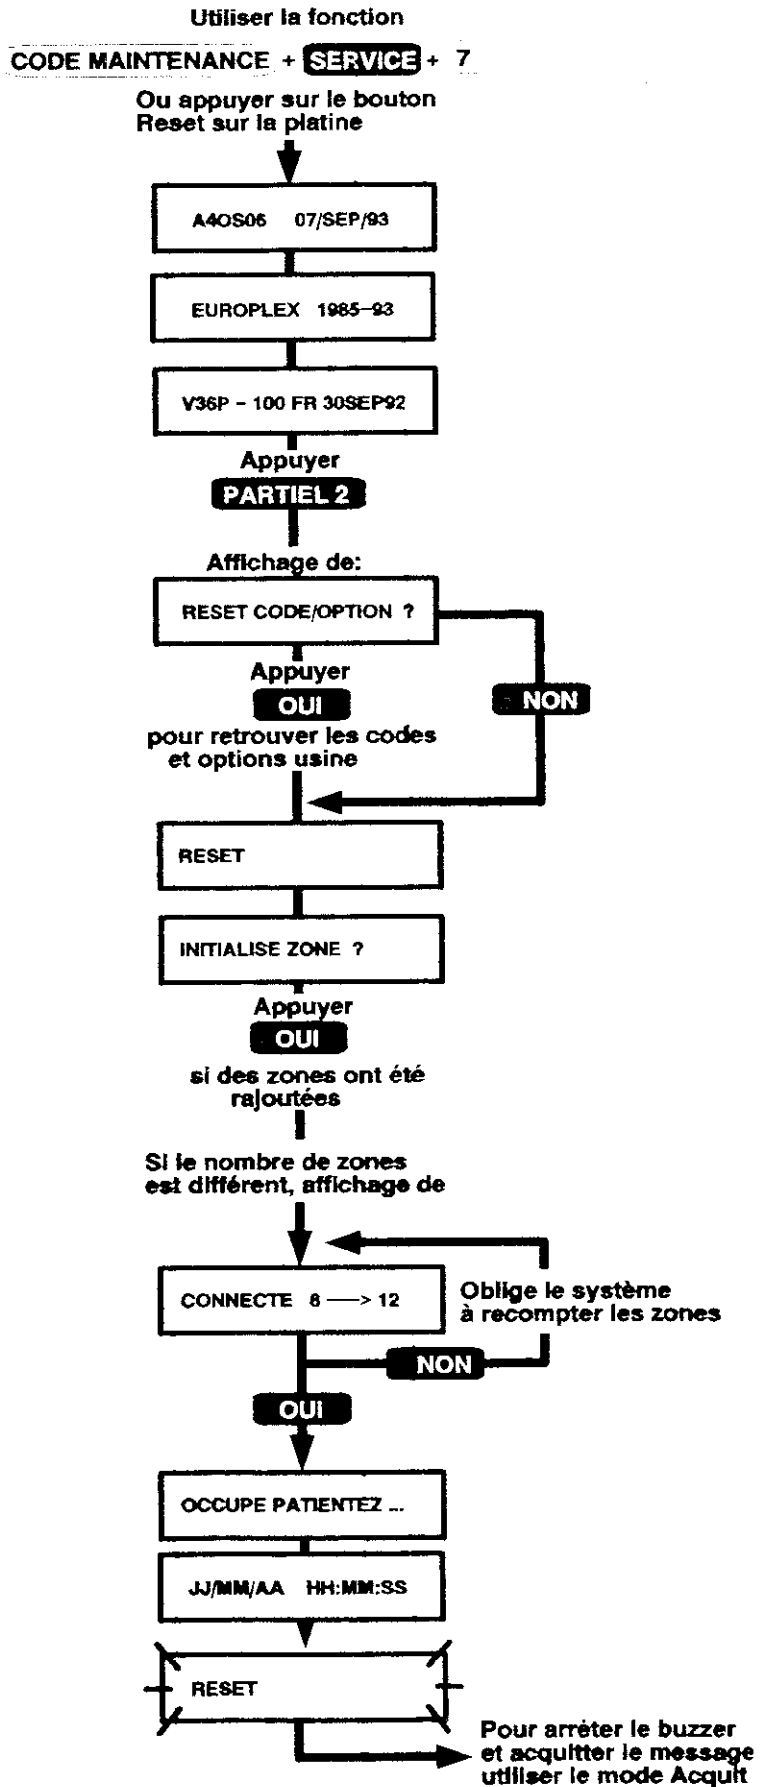 Utiliser la fonction
CODE MAINTENANCE + SERVICE + 7
Ou appuyer sur le bouton
Reset sur la platine
A4OS06 07/SEP/93
EUROPLEX 1985-93
V36P - 100 FR 30SEP92
Appuyer
PARTIEL 2
Affichage de:
RESET CODE/OPTION ?
Appuyer
OUI
NON
pour retrouver les codes
et options usine
RESET
INITIALISE ZONE ?
Appuyer
OUI
si des zones ont été
rajoutées
Si le nombre de zones
est différent, affichage de
CONNECTE 8 ---> 12
Oblige le système
à recompter les zones
NON
OUI
OCCUPE PATIENTEZ ...
JJ/MM/AA HH:MM:SS
RESET
Pour arrêter le buzzer
et acquitter le message
utiliser le mode Acquit